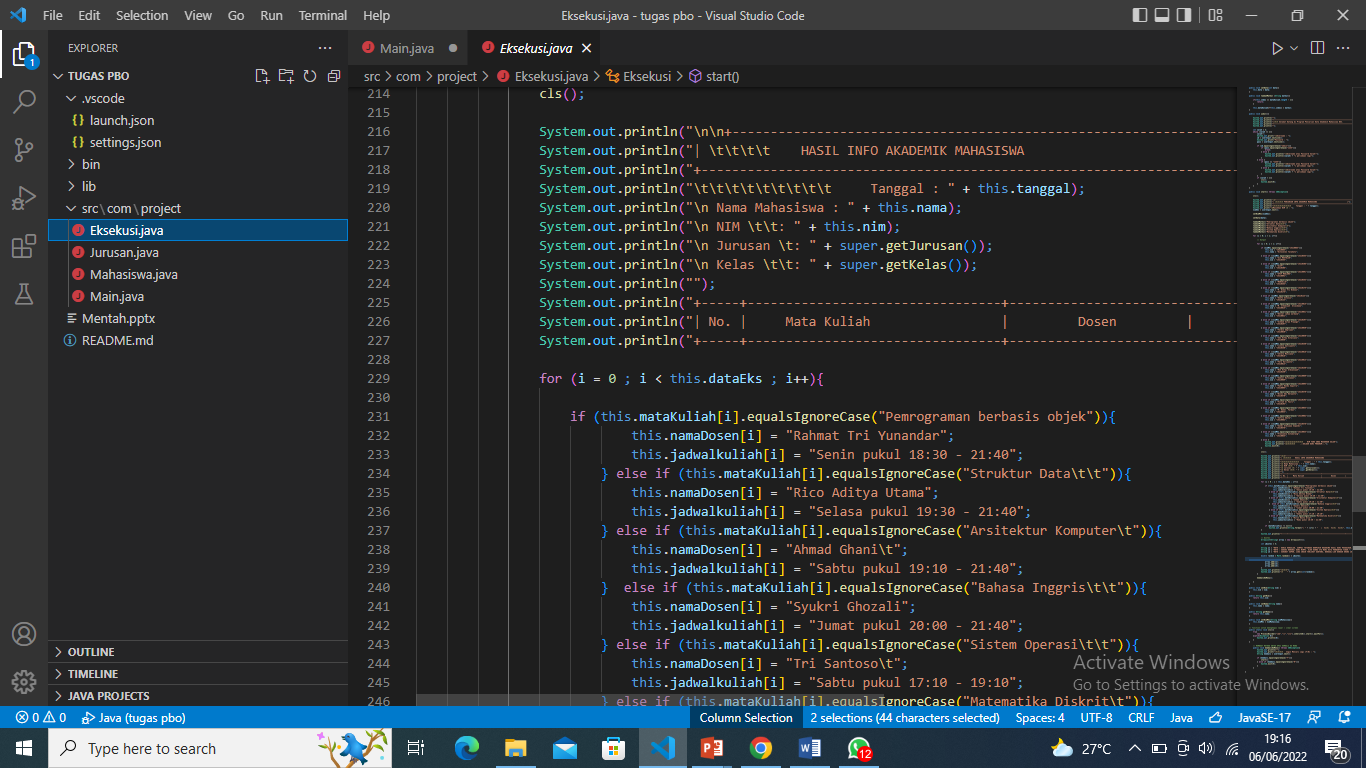 File Edit Selection View Go Run Terminal Help
Eksekusi.java - tugas pbo - Visual Studio Code
EXPLORER
TUGAS PBO
.vscode
launch.json
settings.json
bin
lib
src\com\project
Eksekusi.java
Jurusan.java
Mahasiswa.java
Main.java
Mentah.pptx
README.md
OUTLINE
TIMELINE
JAVA PROJECTS
Main.java Eksekusi.java
src > com > project > Eksekusi.java > Eksekusi > start()
214 cls();
215
216 System.out.println("\n\n+------------------------------------------------------------------
217 System.out.println("| \t\t\t\t    HASIL INFO AKADEMIK MAHASISWA
218 System.out.println("+----------------------------------------------------------------------
219 System.out.println("\t\t\t\t\t\t\t\t\t     Tanggal : " + this.tanggal);
220 System.out.println("\n Nama Mahasiswa : " + this.nama);
221 System.out.println("\n NIM \t\t: " + this.nim);
222 System.out.println("\n Jurusan \t: " + super.getJurusan());
223 System.out.println("\n Kelas \t\t: " + super.getKelas());
224 System.out.println("");
225 System.out.println("+-----+---------------------------------+------------------------------
226 System.out.println("| No. |     Mata Kuliah                 |         Dosen         |
227 System.out.println("+-----+---------------------------------+------------------------------
228
229 for (i = 0 ; i < this.dataEks ; i++){
230
231 if (this.mataKuliah[i].equalsIgnoreCase("Pemrograman berbasis objek")){
232 this.namaDosen[i] = "Rahmat Tri Yunandar";
233 this.jadwalkuliah[i] = "Senin pukul 18:30 - 21:40";
234 } else if (this.mataKuliah[i].equalsIgnoreCase("Struktur Data\t\t")){
235 this.namaDosen[i] = "Rico Aditya Utama";
236 this.jadwalkuliah[i] = "Selasa pukul 19:30 - 21:40";
237 } else if (this.mataKuliah[i].equalsIgnoreCase("Arsitektur Komputer\t")){
238 this.namaDosen[i] = "Ahmad Ghani\t";
239 this.jadwalkuliah[i] = "Sabtu pukul 19:10 - 21:40";
240 }  else if (this.mataKuliah[i].equalsIgnoreCase("Bahasa Inggris\t\t")){
241 this.namaDosen[i] = "Syukri Ghozali";
242 this.jadwalkuliah[i] = "Jumat pukul 20:00 - 21:40";
243 } else if (this.mataKuliah[i].equalsIgnoreCase("Sistem Operasi\t\t")){
244 this.namaDosen[i] = "Tri Santoso\t";
245 this.jadwalkuliah[i] = "Sabtu pukul 17:10 - 19:10";
246 } else if (this.mataKuliah[i].equalsIgnoreCase("Matematika Diskrit\t")){
Activate Windows
Go to Settings to activate Windows.
1
0 0 Java (tugas pbo) Column Selection 2 selections (44 characters selected) Spaces: 4 UTF-8 CRLF Java JavaSE-17
Type here to search
12
27°C
19:16
06/06/2022
20